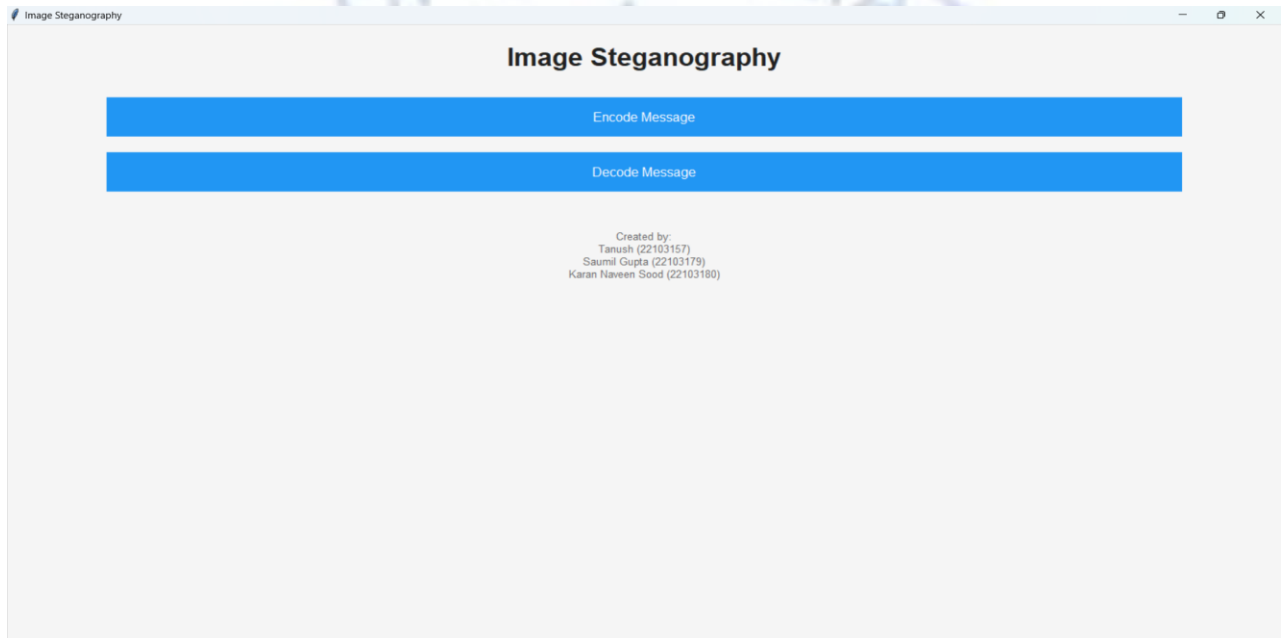 Image Steganography
Image Steganography
Encode Message
Decode Message
Created by:
Tanush (22103157)
Saumil Gupta (22103179)
Karan Naveen Sood (22103180)